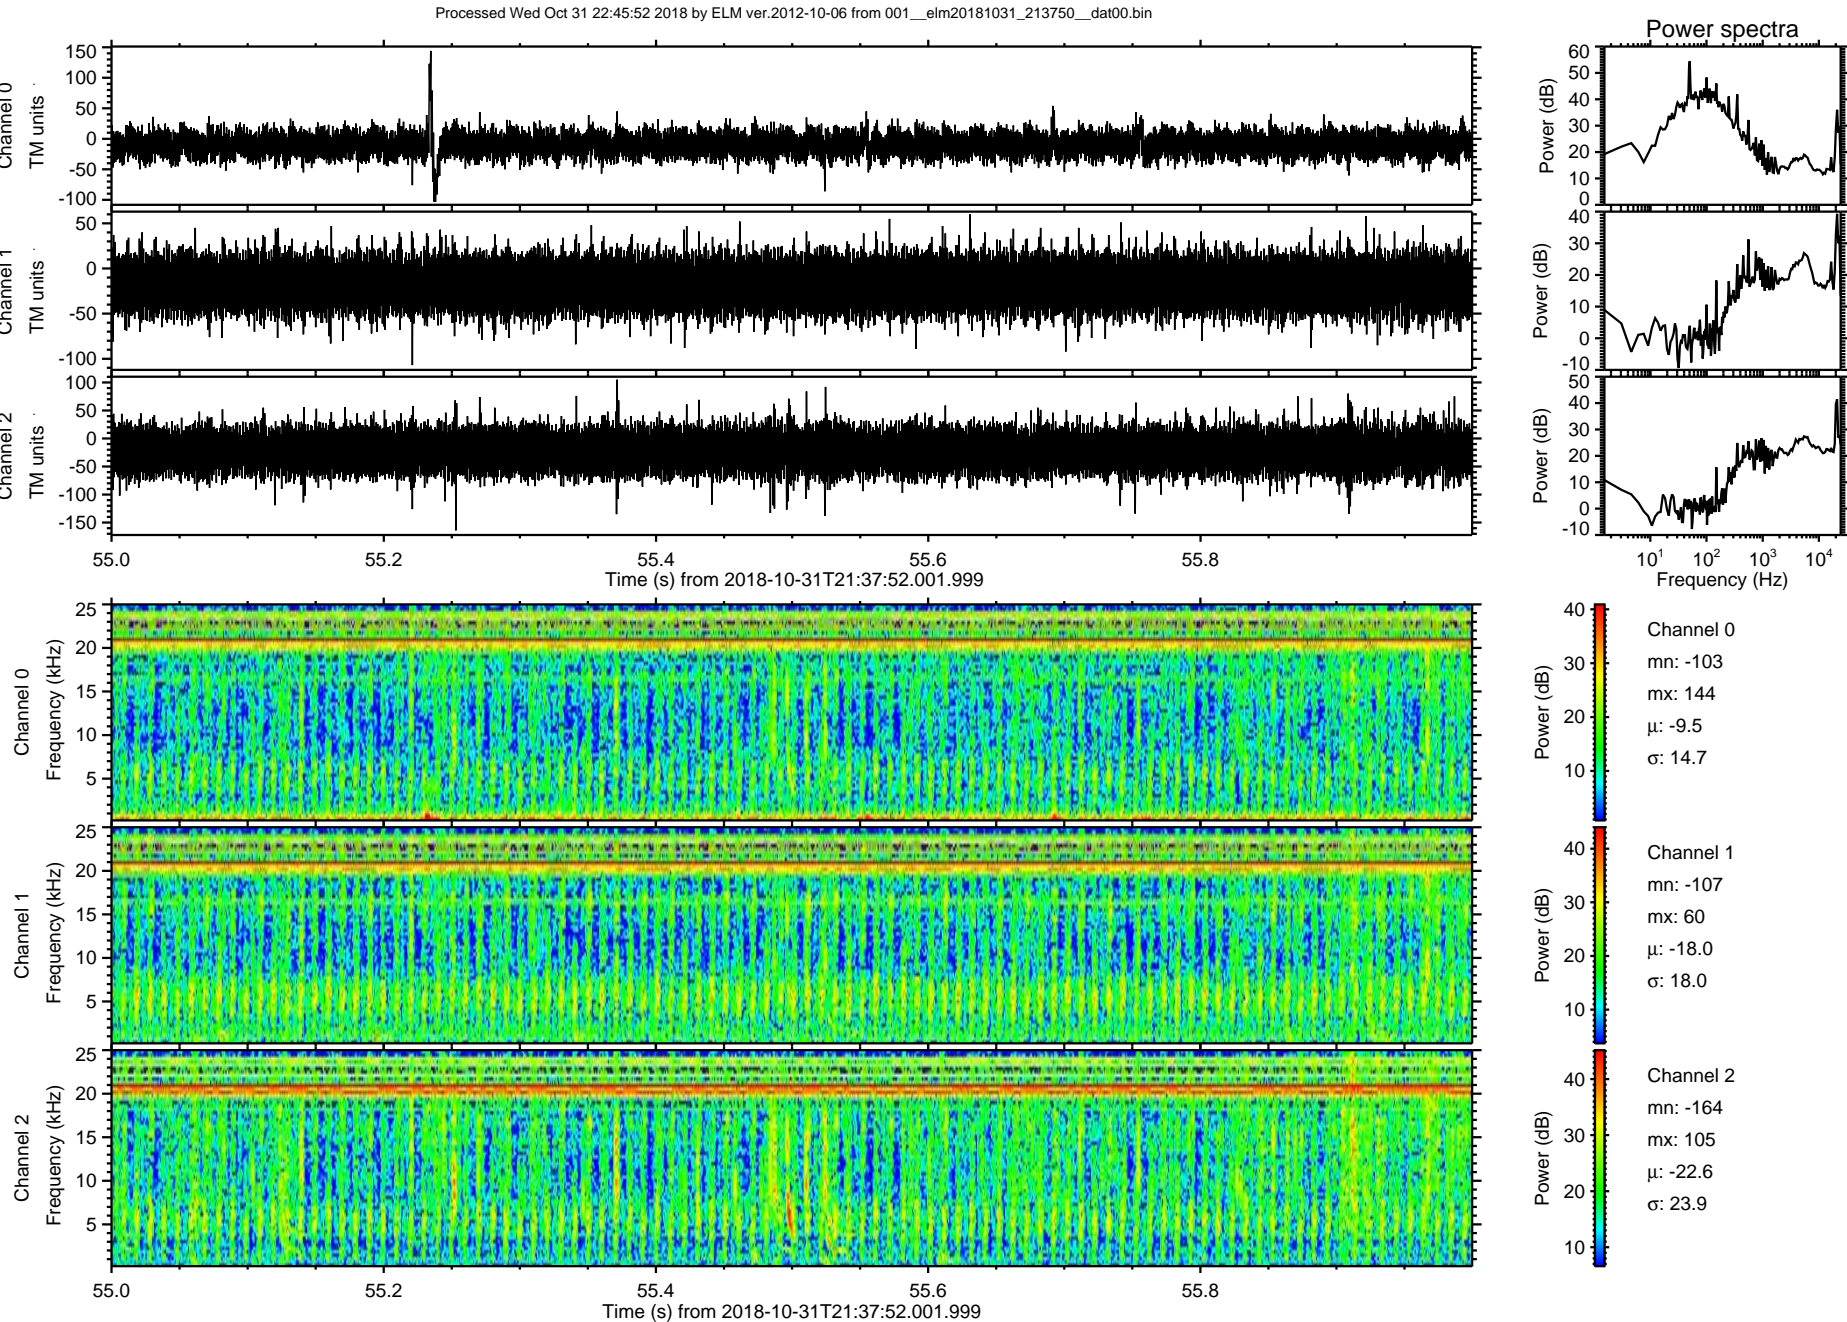 Processed Wed Oct 31 22:45:52 2018 by ELM ver.2012-10-06 from 001__elm20181031_213750__dat00.bin
Power spectra
Channel 0
TM units
150
100
50
0
-50
-100
Power (dB)
60
50
40
30
20
10
0
Channel 1
TM units
50
0
-50
-100
Power (dB)
40
30
20
10
0
-10
Channel 2
TM units
100
50
0
-50
-100
-150
Power (dB)
50
40
30
20
10
0
-10
55.0 55.2 55.4 55.6 55.8
Time (s) from 2018-10-31T21:37:52.001.999
10¹ 10² 10³ 10⁴
Frequency (Hz)
Channel 0
Frequency (kHz)
25
20
15
10
5
Power (dB)
40
30
20
10
Channel 0
mn: -103
mx: 144
μ: -9.5
σ: 14.7
Channel 1
Frequency (kHz)
25
20
15
10
5
Power (dB)
40
30
20
10
Channel 1
mn: -107
mx: 60
μ: -18.0
σ: 18.0
Channel 2
Frequency (kHz)
25
20
15
10
5
Power (dB)
40
30
20
10
Channel 2
mn: -164
mx: 105
μ: -22.6
σ: 23.9
55.0 55.2 55.4 55.6 55.8
Time (s) from 2018-10-31T21:37:52.001.999